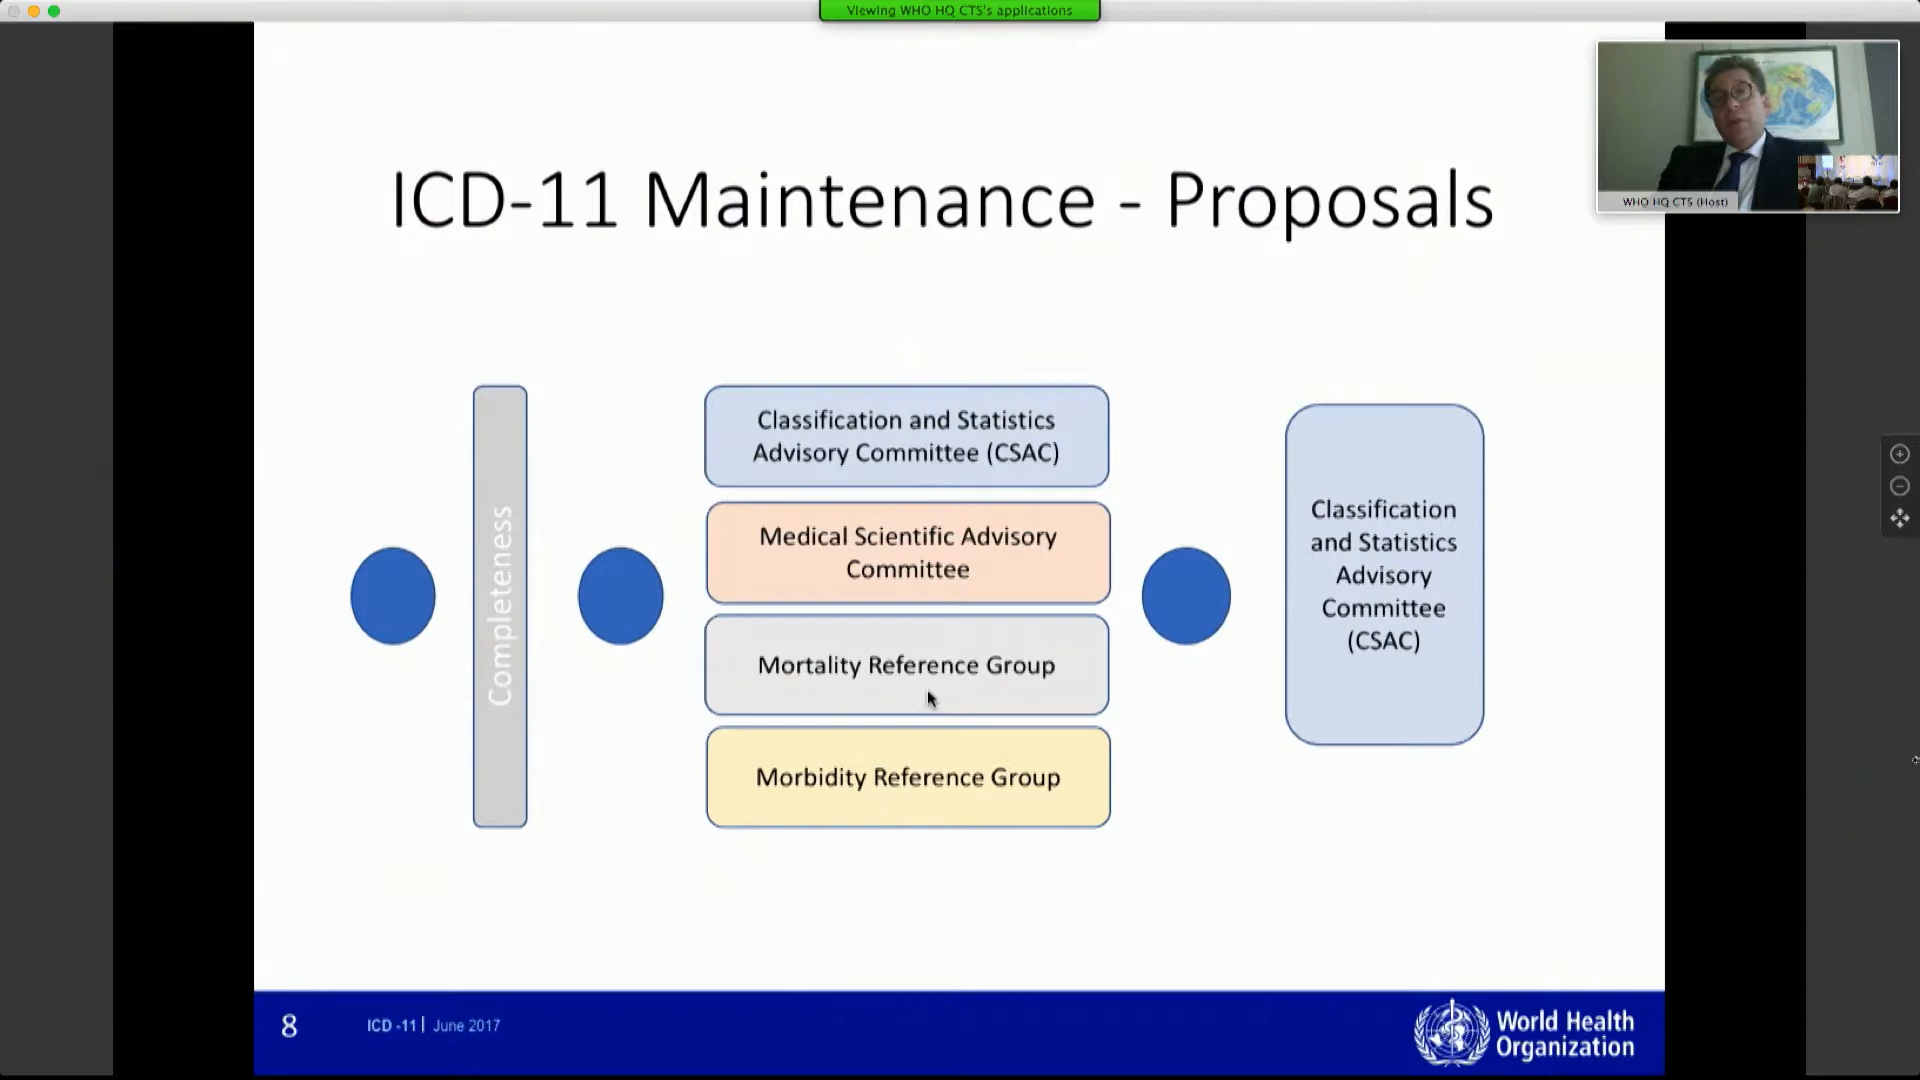 Viewing WHO HQ CTS's applications
WHO HQ CTS (Host)
ICD-11 Maintenance - Proposals
Completeness
Classification and Statistics
Advisory Committee (CSAC)
Medical Scientific Advisory
Committee
Mortality Reference Group
Morbidity Reference Group
Classification
and Statistics
Advisory
Committee
(CSAC)
8
ICD -11 | June 2017
World Health
Organization